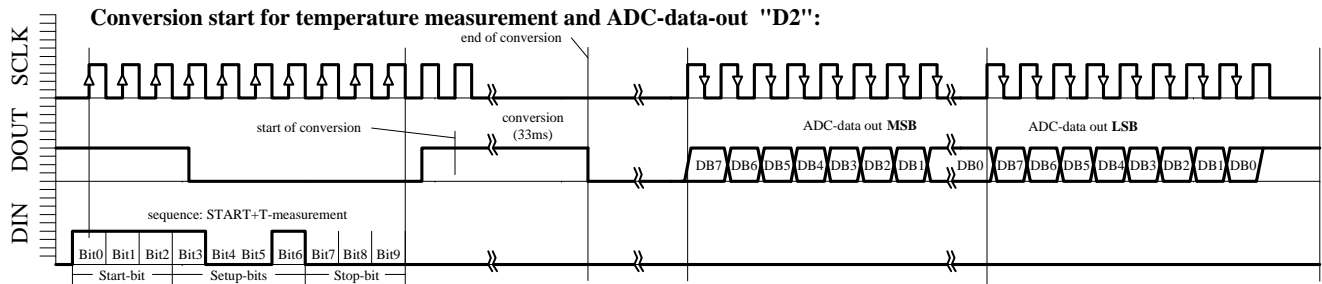 Conversion start for temperature measurement and ADC-data-out "D2":
end of conversion
SCLK
start of conversion
conversion
(33ms)
ADC-data out MSB
ADC-data out LSB
DOUT
DB7 DB6 DB5 DB4 DB3 DB2 DB1 DB0 DB7 DB6 DB5 DB4 DB3 DB2 DB1 DB0
sequence: START+T-measurement
DIN
Bit0 Bit1 Bit2 Bit3 Bit4 Bit5 Bit6 Bit7 Bit8 Bit9
Start-bit Setup-bits Stop-bit